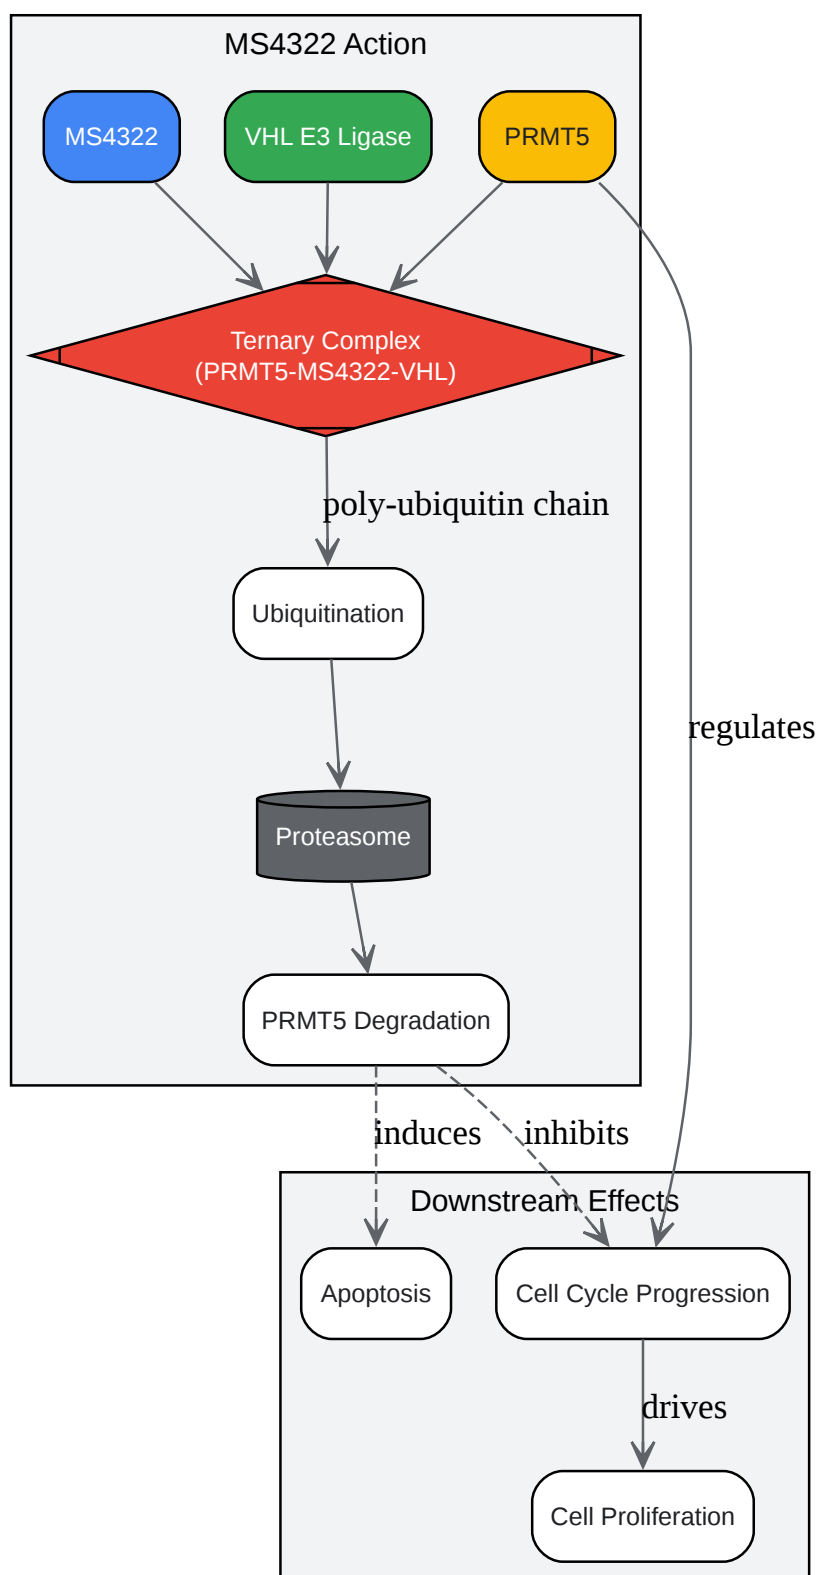 MS4322 Action
MS4322
VHL E3 Ligase
PRMT5
Ternary Complex
(PRMT5-MS4322-VHL)
poly-ubiquitin chain
Ubiquitination
regulates
Proteasome
PRMT5 Degradation
induces
inhibits
Downstream Effects
Apoptosis
Cell Cycle Progression
drives
Cell Proliferation